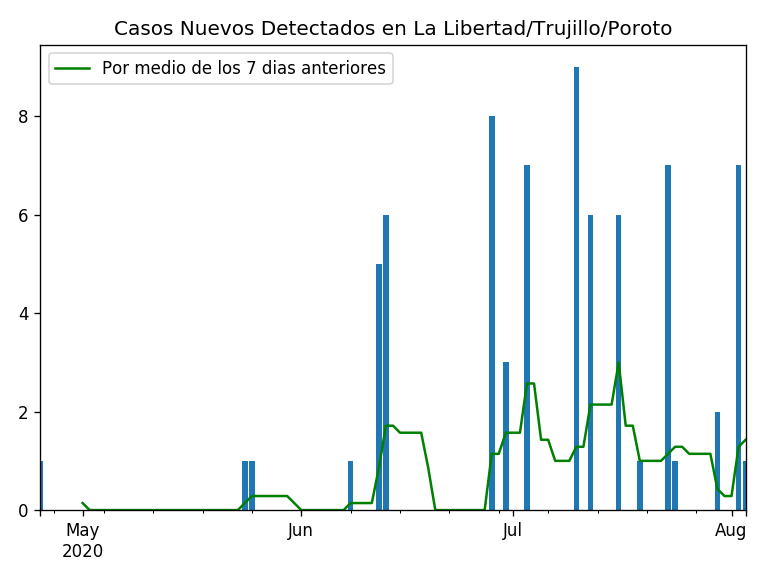 Casos Nuevos Detectados en La Libertad/Trujillo/Poroto
Por medio de los 7 dias anteriores
8
6
4
2
0
May Jun Jul Aug
2020